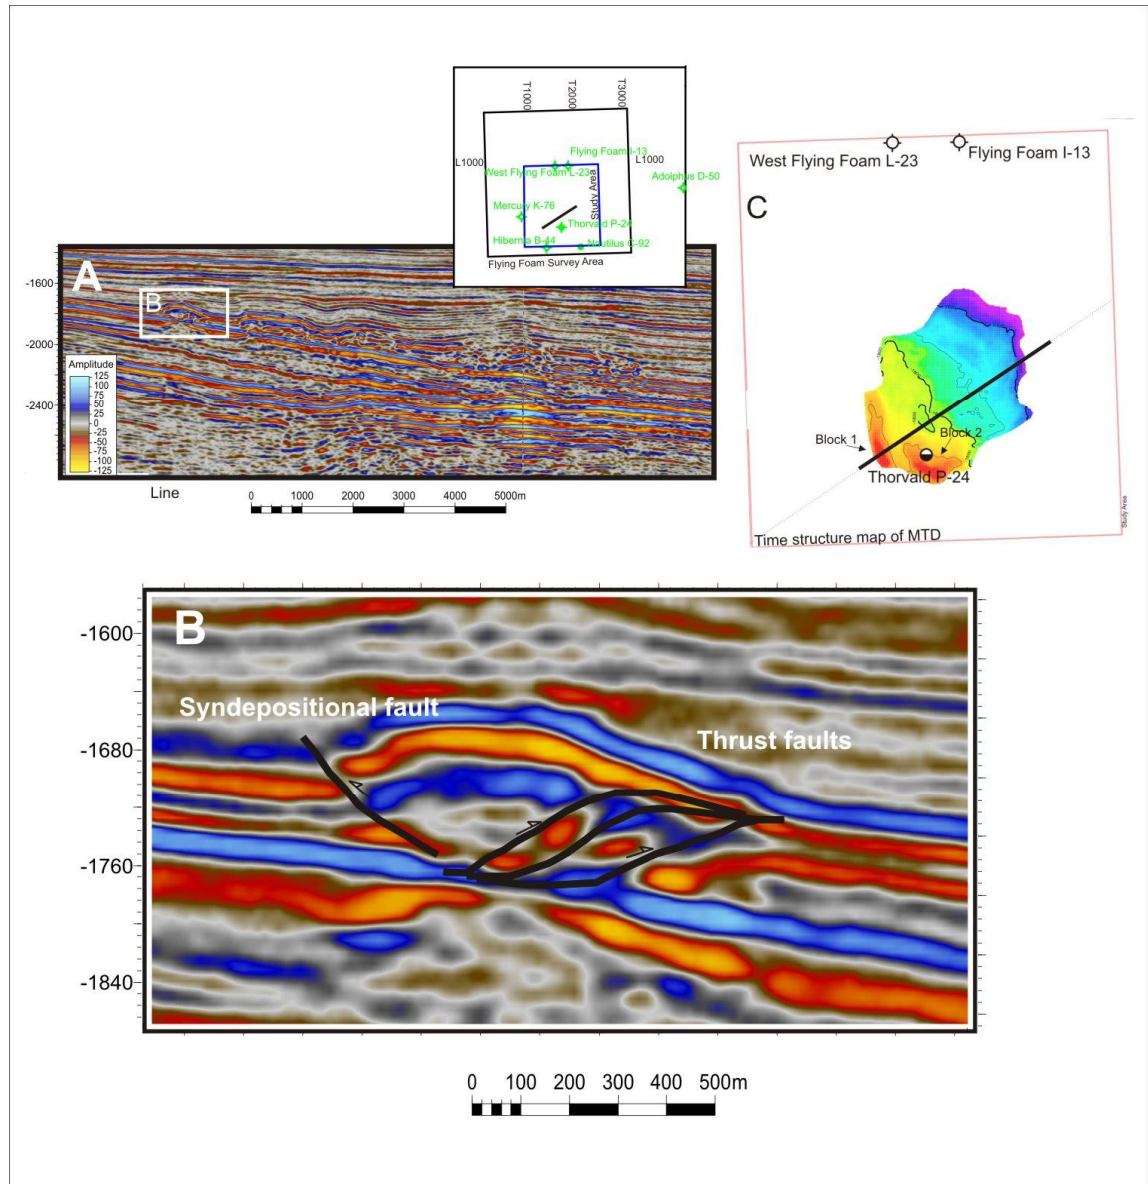 T1000
T2000
T3000
L1000
L1000
Flying Foam I-13
West Flying Foam L-23
Adolphus D-50
Study Area
Mercury K-76
Thorvald P-24
Hibernia B-44
Nautilus C-92
Flying Foam Survey Area
A
B
-1600
-2000
-2400
Amplitude
125
100
75
50
25
0
-25
-50
-75
-100
-125
Line
0 1000 2000 3000 4000 5000m
West Flying Foam L-23
Flying Foam I-13
C
Block 1
Block 2
Thorvald P-24
Study Area
Time structure map of MTD
B
-1600
-1680
-1760
-1840
Syndepositional fault
Thrust faults
0 100 200 300 400 500m